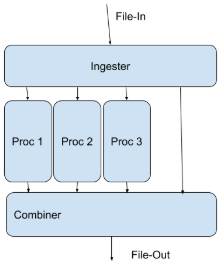 File-In
Ingester
Proc 1 Proc 2 Proc 3
Combiner
File-Out